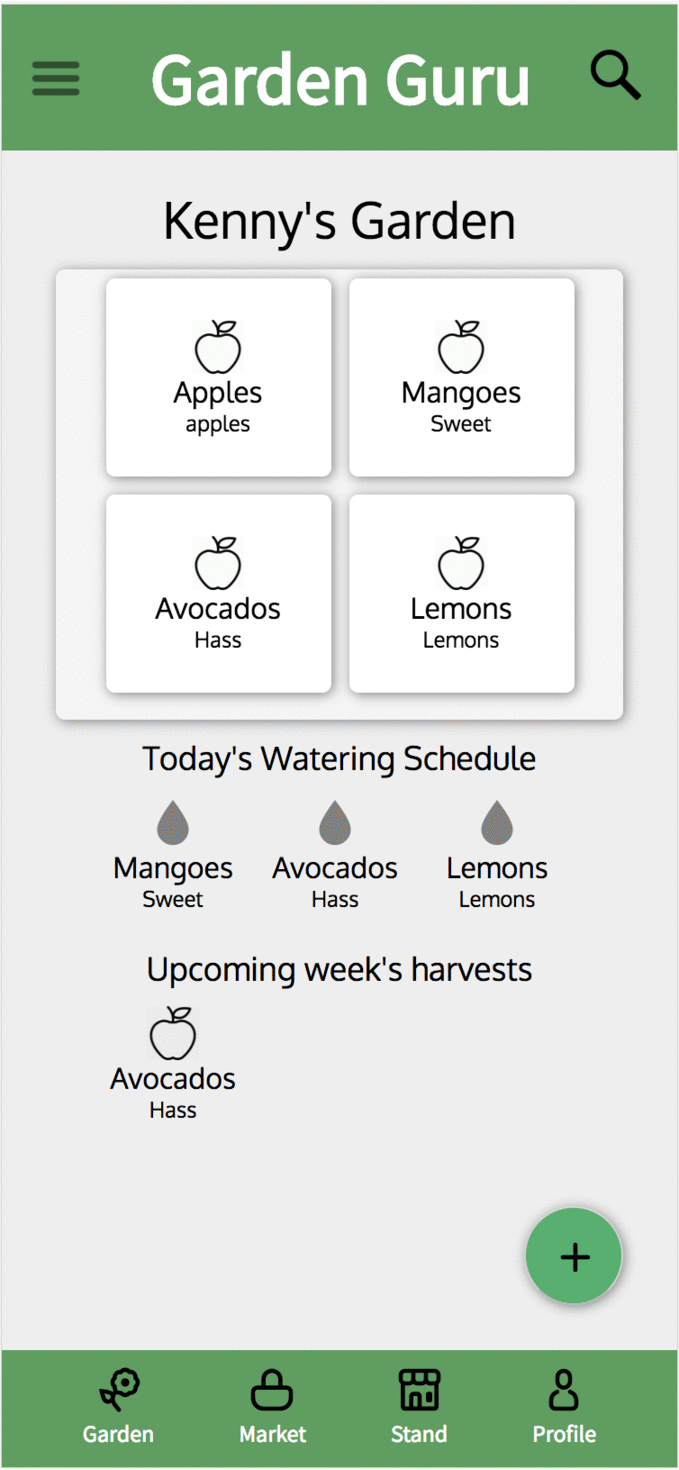 Garden Guru
Kenny's Garden
Apples
apples
Mangoes
Sweet
Avocados
Hass
Lemons
Lemons
Today's Watering Schedule
Mangoes
Sweet
Avocados
Hass
Lemons
Lemons
Upcoming week's harvests
Avocados
Hass
+
Garden
Market
Stand
Profile